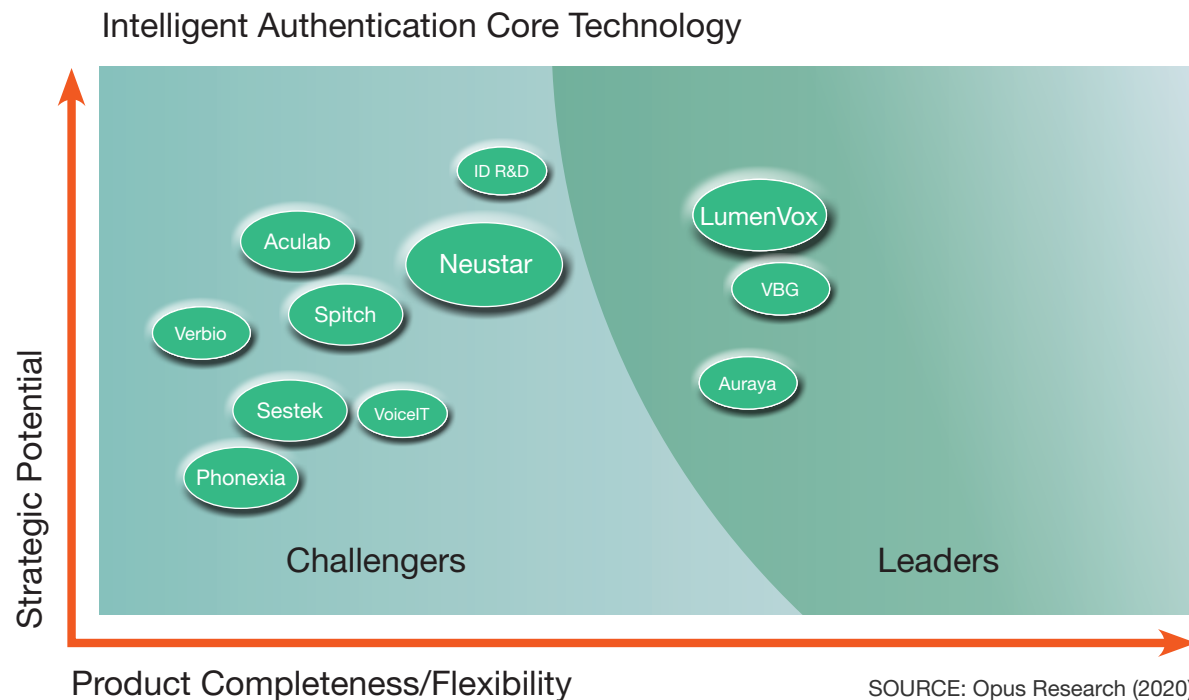 Intelligent Authentication Core Technology
ID R&D
LumenVox
Aculab
Neustar
VBG
Spitch
Verbio
Auraya
Sestek
VoiceIT
Phonexia
Challengers
Leaders
Strategic Potential
Product Completeness/Flexibility
SOURCE: Opus Research (2020)